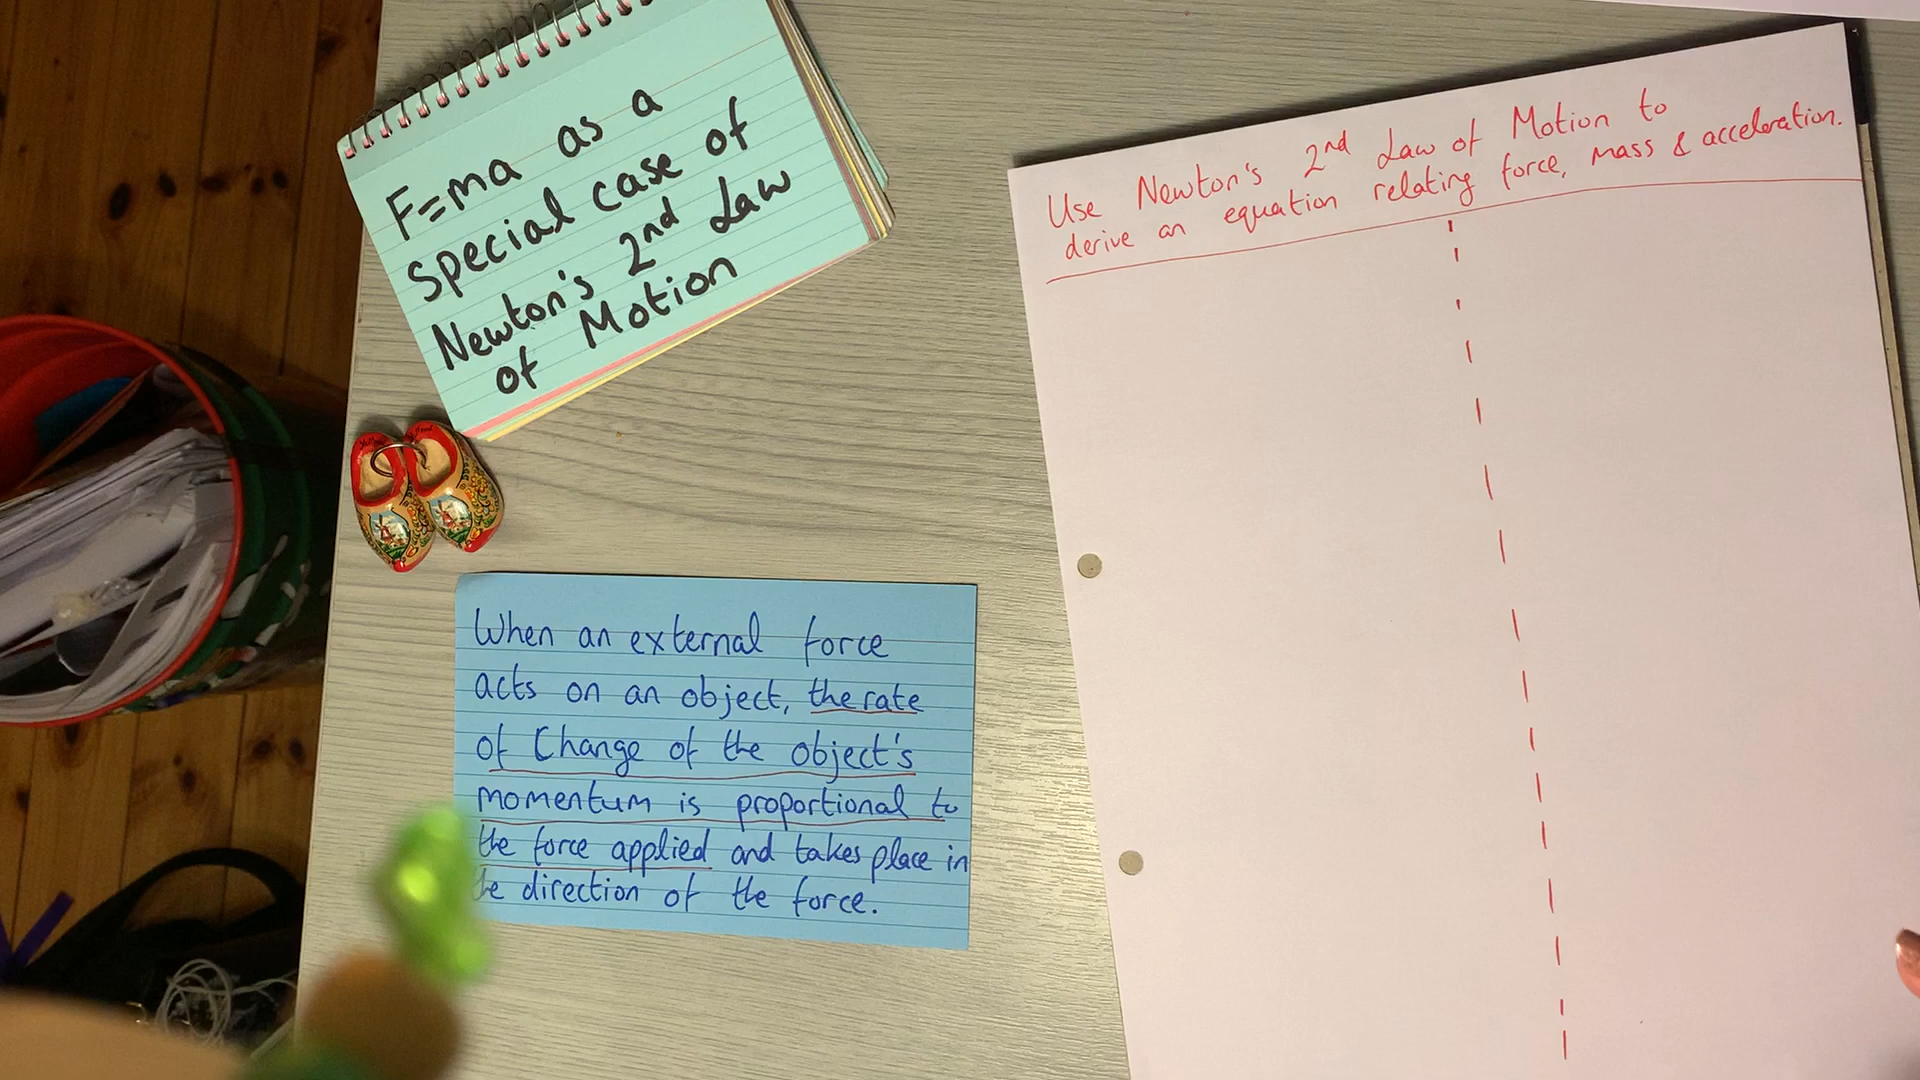 F=ma as a
special case of
Newton's 2nd Law
of Motion
Use Newton's 2nd Law of Motion to
derive an equation relating force, mass & acceleration.
When an external force
acts on an object, the rate
of Change of the object's
momentum is proportional to
the force applied and takes place in
the direction of the force.